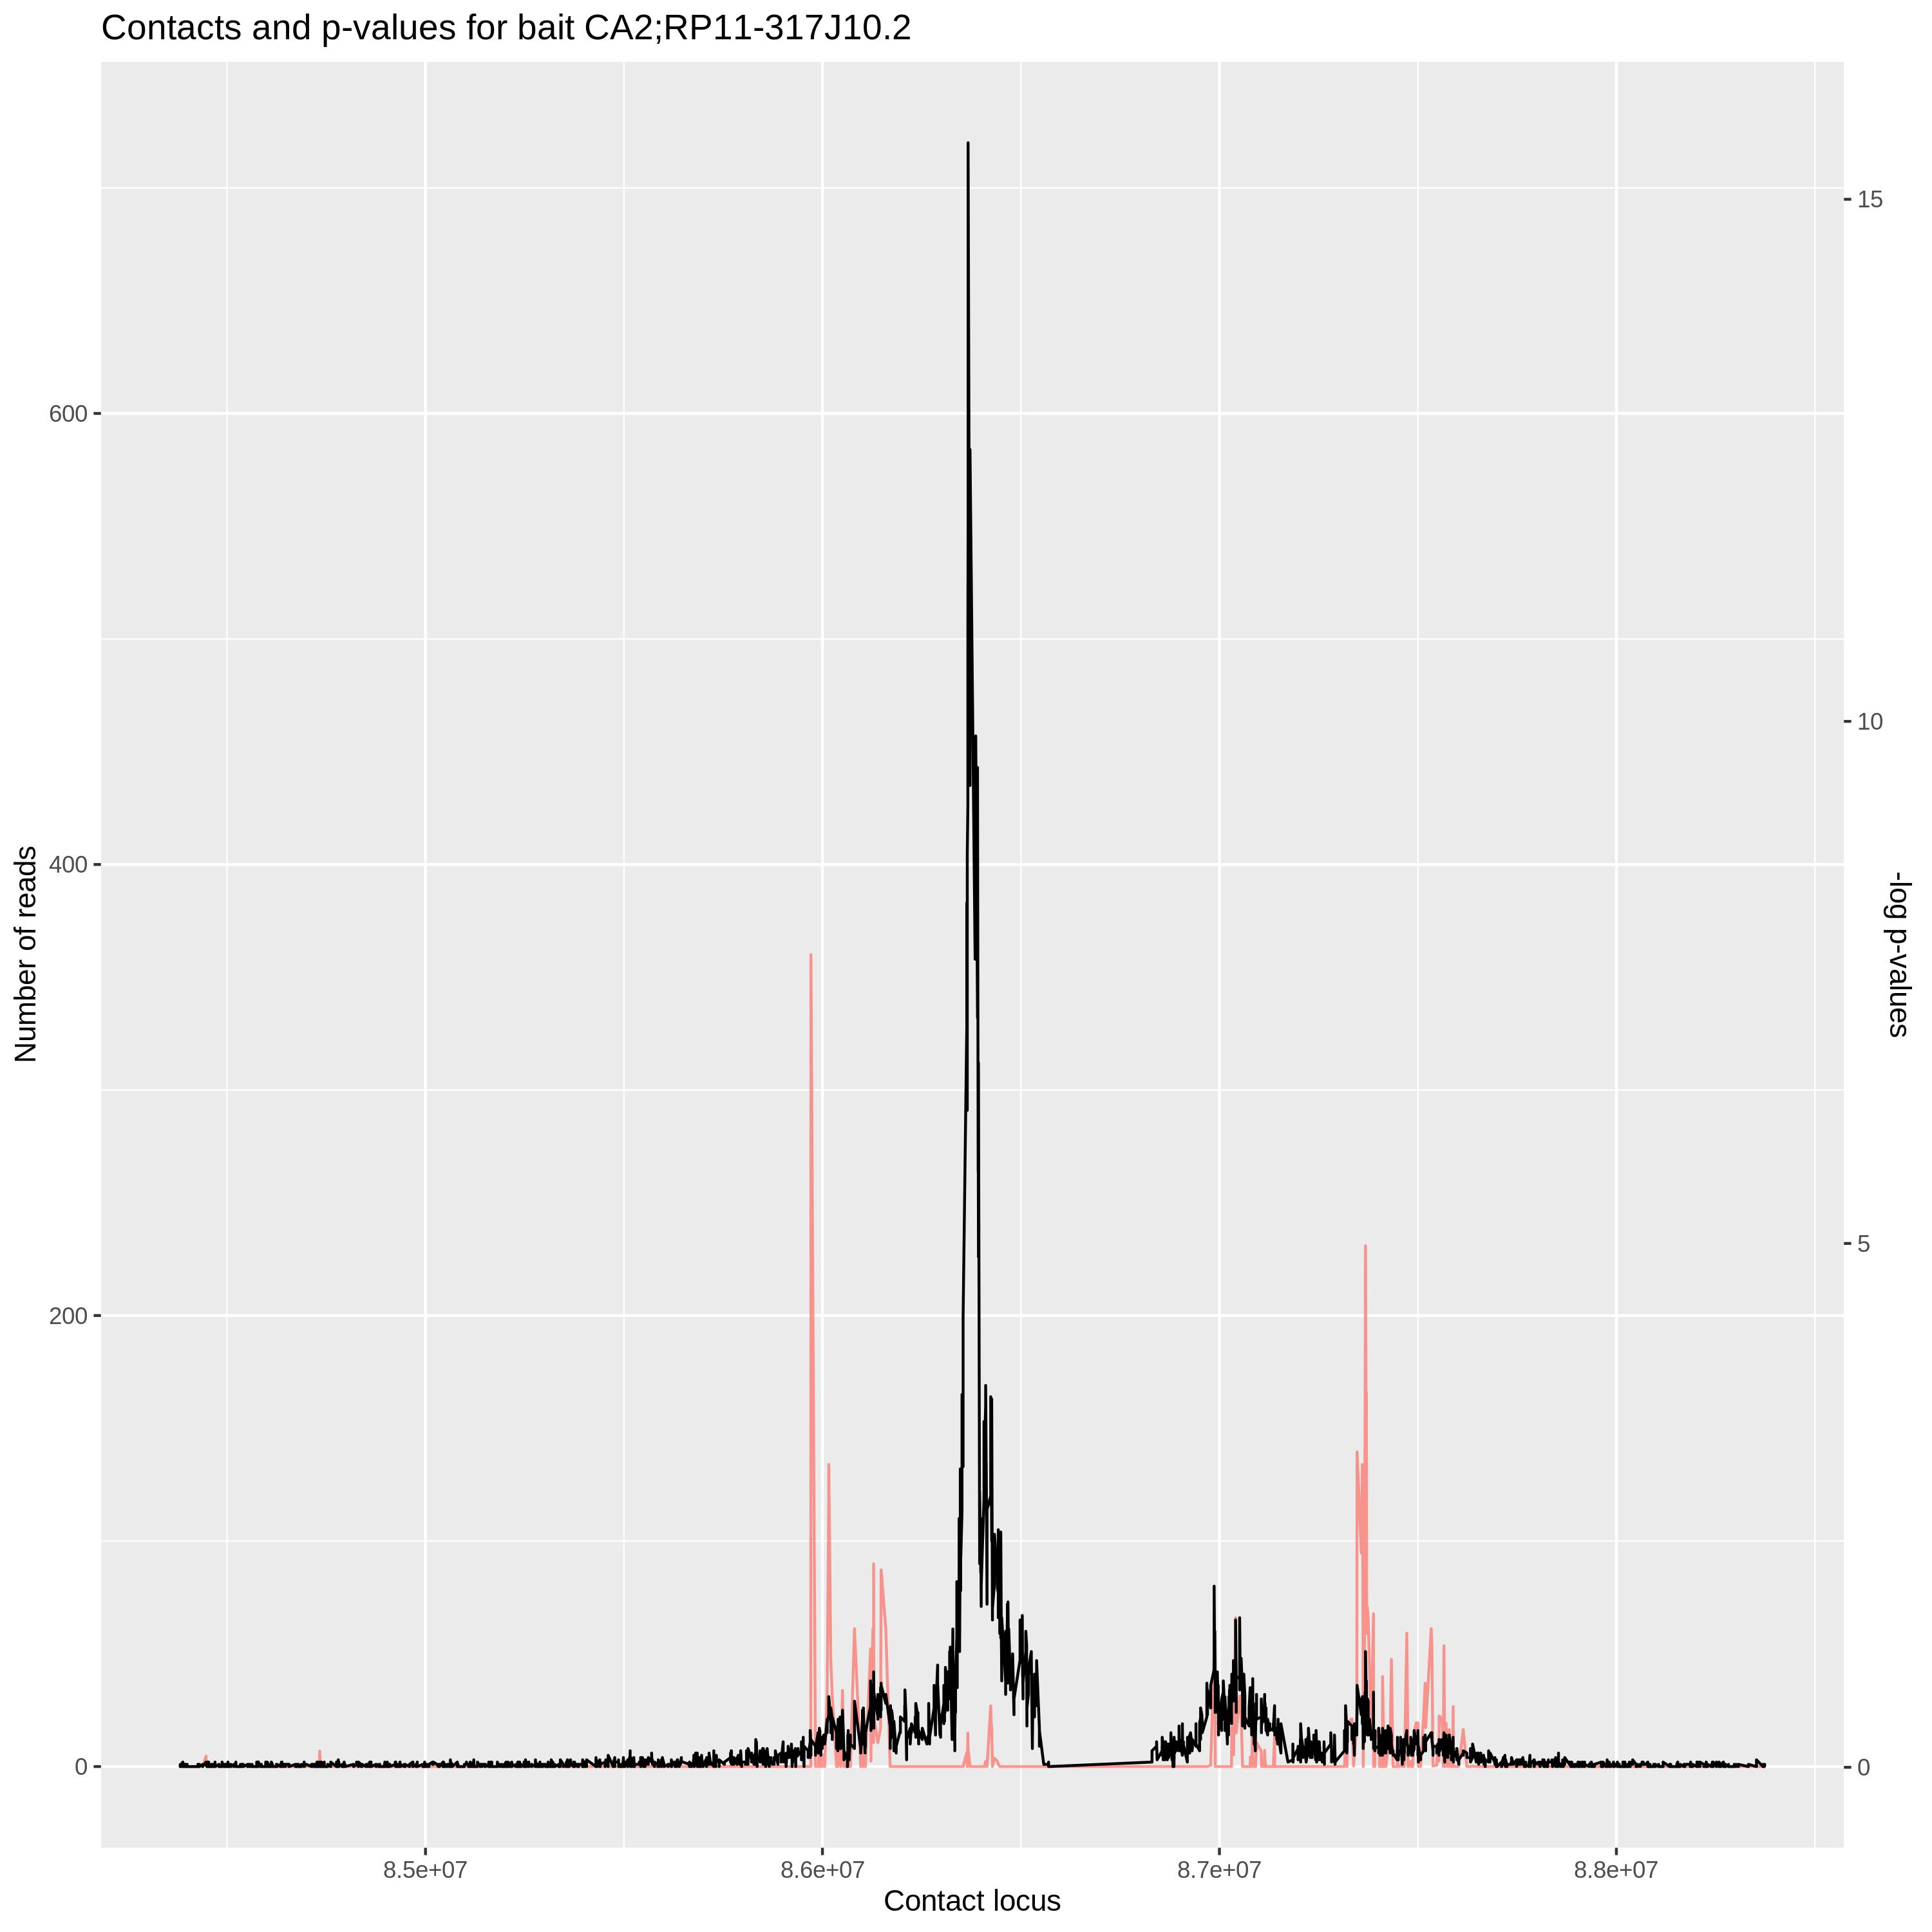 Contacts and p-values for bait CA2;RP11-317J10.2
Number of reads
600
400
200
0
15
10
5
0
-log p-values
8.5e+07
8.6e+07
8.7e+07
8.8e+07
Contact locus